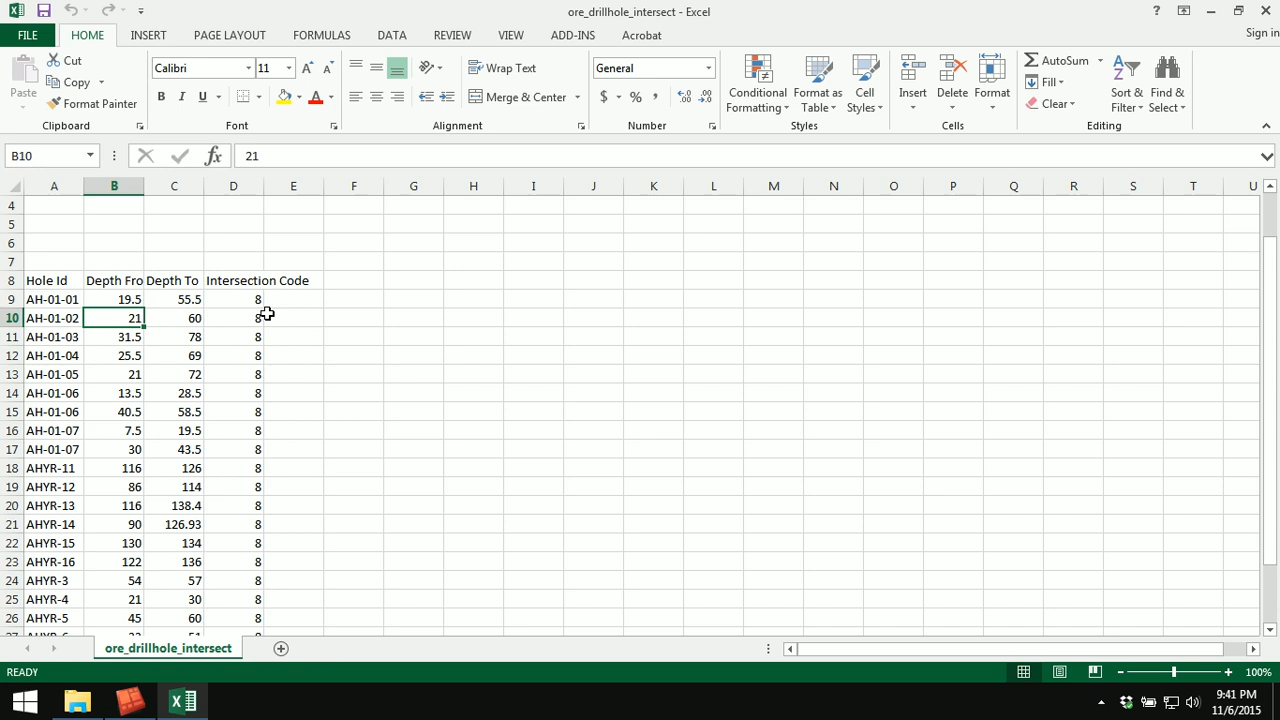 ore_drillhole_intersect - Excel
?
FILE HOME INSERT PAGE LAYOUT FORMULAS DATA REVIEW VIEW ADD-INS Acrobat Sign in
Paste Cut Copy Format Painter
Calibri 11
B I U A
Wrap Text
Merge & Center
General
$ % ,
Conditional Formatting Format as Table Cell Styles
Insert Delete Format
AutoSum Fill Clear
Sort & Filter Find & Select
Clipboard Font Alignment Number Styles Cells Editing
B10 fx 21
A B C D E F G H I J K L M N O P Q R S T U
4
5
6
7
8 Hole Id Depth Fro Depth To Intersection Code
9 AH-01-01 19.5 55.5 8
10 AH-01-02 21 60 8
11 AH-01-03 31.5 78 8
12 AH-01-04 25.5 69 8
13 AH-01-05 21 72 8
14 AH-01-06 13.5 28.5 8
15 AH-01-06 40.5 58.5 8
16 AH-01-07 7.5 19.5 8
17 AH-01-07 30 43.5 8
18 AHYR-11 116 126 8
19 AHYR-12 86 114 8
20 AHYR-13 116 138.4 8
21 AHYR-14 90 126.93 8
22 AHYR-15 130 134 8
23 AHYR-16 122 136 8
24 AHYR-3 54 57 8
25 AHYR-4 21 30 8
26 AHYR-5 45 60 8
ore_drillhole_intersect
READY 100%
9:41 PM
11/6/2015